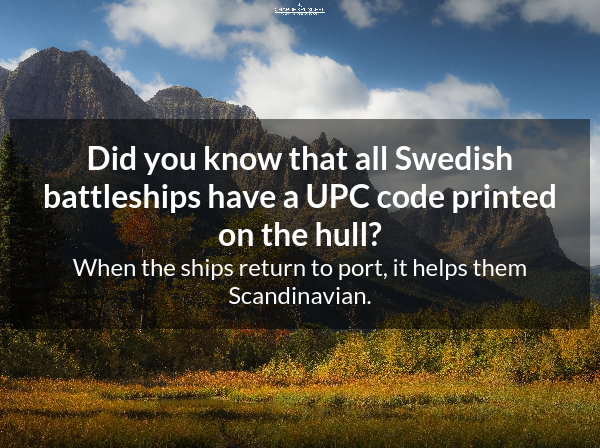 Did you know that all Swedish
battleships have a UPC code printed
on the hull?
When the ships return to port, it helps them
Scandinavian.